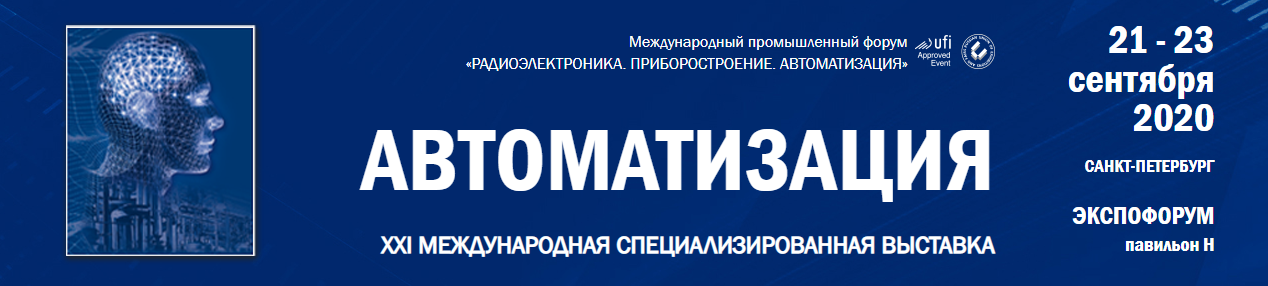 Международный промышленный форум
«РАДИОЭЛЕКТРОНИКА. ПРИБОРОСТРОЕНИЕ. АВТОМАТИЗАЦИЯ»
ufi
Approved
Event
АВТОМАТИЗАЦИЯ
XXI МЕЖДУНАРОДНАЯ СПЕЦИАЛИЗИРОВАННАЯ ВЫСТАВКА
21 - 23
сентября
2020
САНКТ-ПЕТЕРБУРГ
ЭКСПОФОРУМ
павильон H